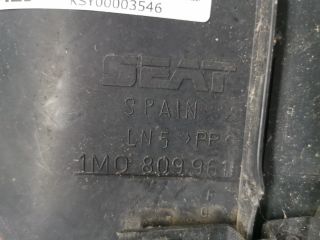 KSY00003546
SEAT
SPAIN
LN5 >PP<
1M0 809 961